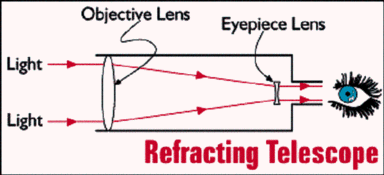 Objective Lens
Eyepiece Lens
Light
Light
Refracting Telescope